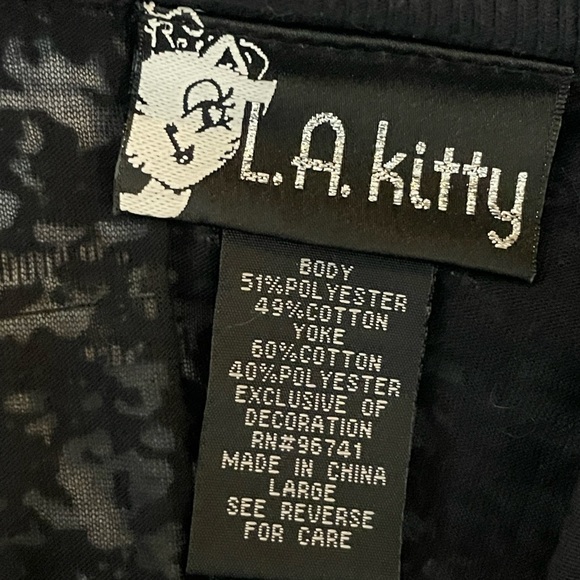 L.A. kitty
BODY
51%POLYESTER
49%COTTON
YOKE
60%COTTON
40%POLYESTER
EXCLUSIVE OF
DECORATION
RN#96741
MADE IN CHINA
LARGE
SEE REVERSE
FOR CARE